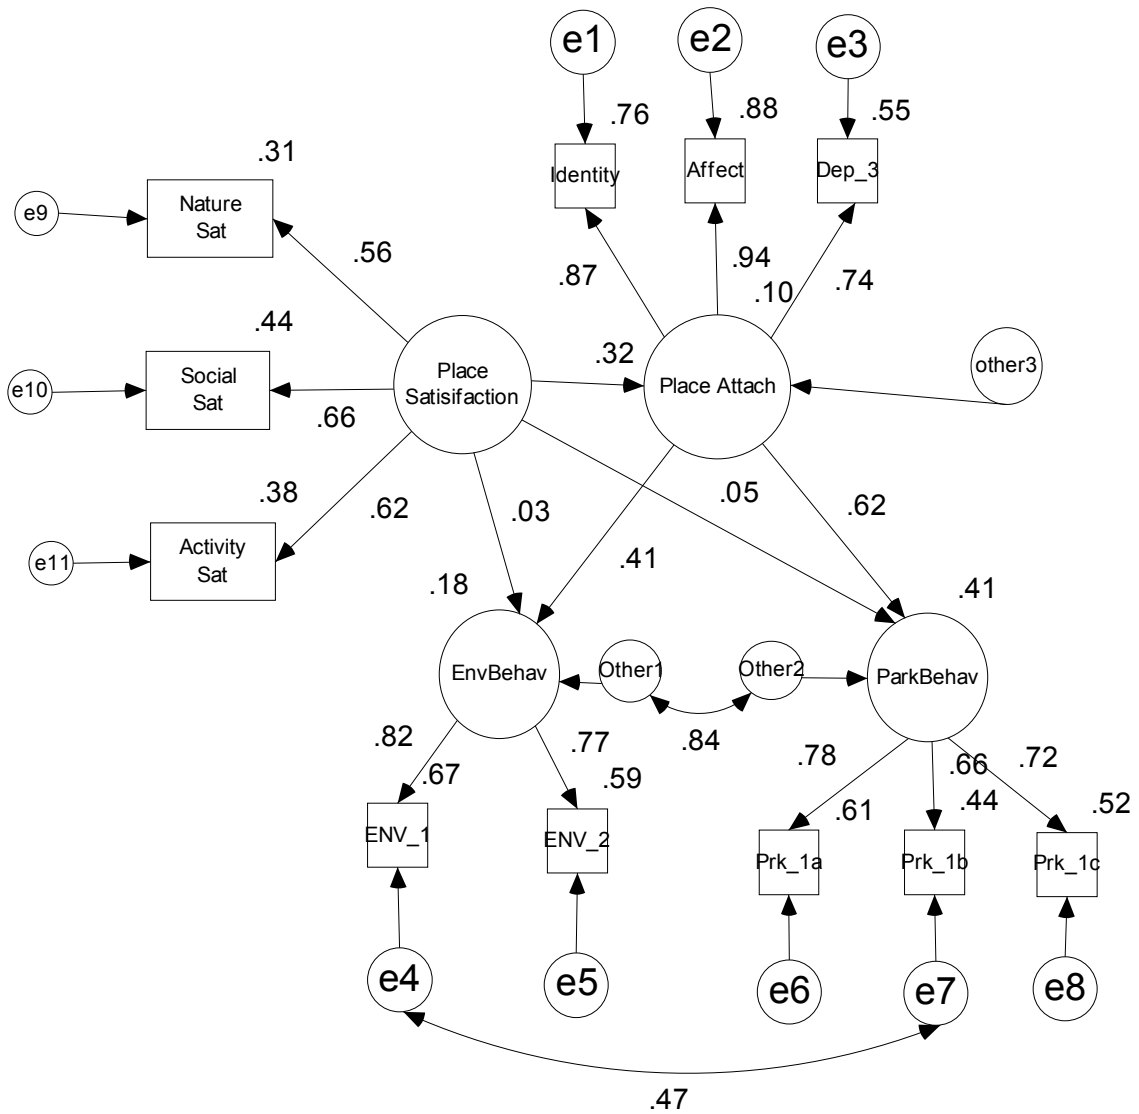 e1
e2
e3
.76
.88
.55
Identity
Affect
Dep_3
.31
Nature
Sat
e9
.56
.87
.94
.10
.74
.44
Social
Sat
e10
.66
Place
Satisifaction
.32
Place Attach
other3
.38
.62
Activity
Sat
e11
.03
.05
.62
.41
.18
.41
EnvBehav
Other1
Other2
ParkBehav
.84
.82
.67
.77
.59
.78
.61
.66
.44
.72
.52
ENV_1
ENV_2
Prk_1a
Prk_1b
Prk_1c
e4
e5
e6
e7
e8
.47